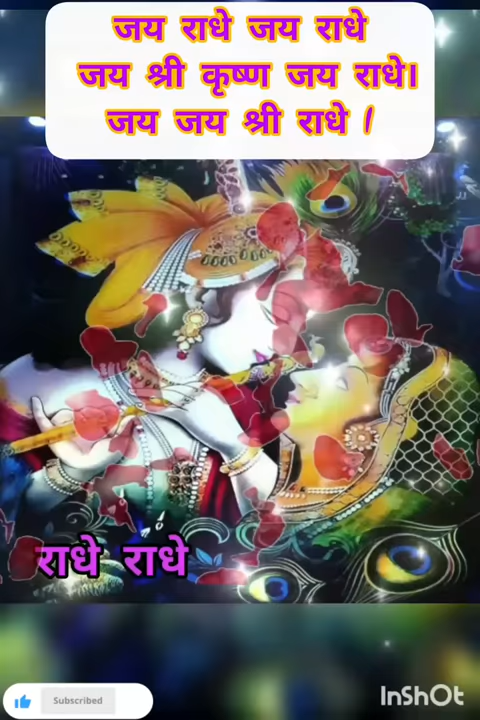 जय राधे जय राधे
जय श्री कृष्ण जय राधे।
जय जय श्री राधे !
राधे राधे
Subscribed
InShOt